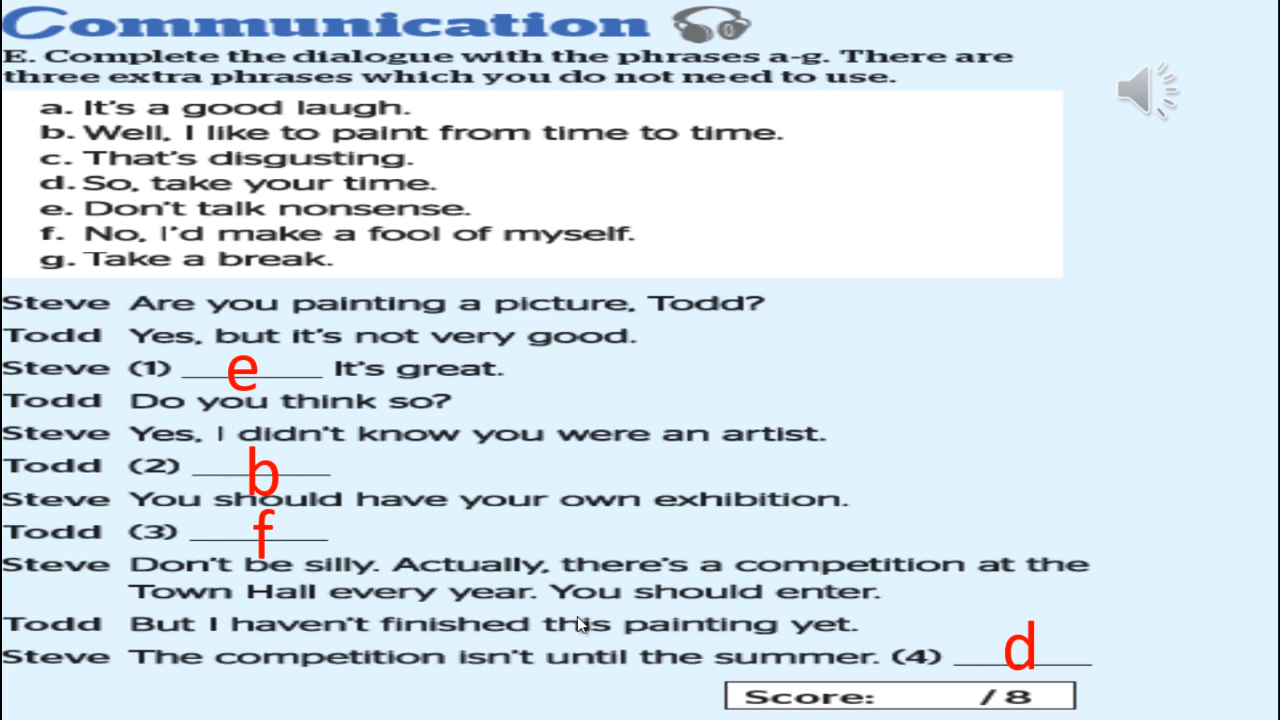 Communication
E. Complete the dialogue with the phrases a-g. There are
three extra phrases which you do not need to use.
a. It's a good laugh.
b. Well, I like to paint from time to time.
c. That's disgusting.
d. So, take your time.
e. Don't talk nonsense.
f. No, I'd make a fool of myself.
g. Take a break.
Steve Are you painting a picture, Todd?
Todd Yes, but it's not very good.
Steve (1) e It's great.
Todd Do you think so?
Steve Yes, I didn't know you were an artist.
Todd (2) b
Steve You should have your own exhibition.
Todd (3) f
Steve Don't be silly. Actually, there's a competition at the
Town Hall every year. You should enter.
Todd But I haven't finished this painting yet.
Steve The competition isn't until the summer. (4) d
Score: / 8